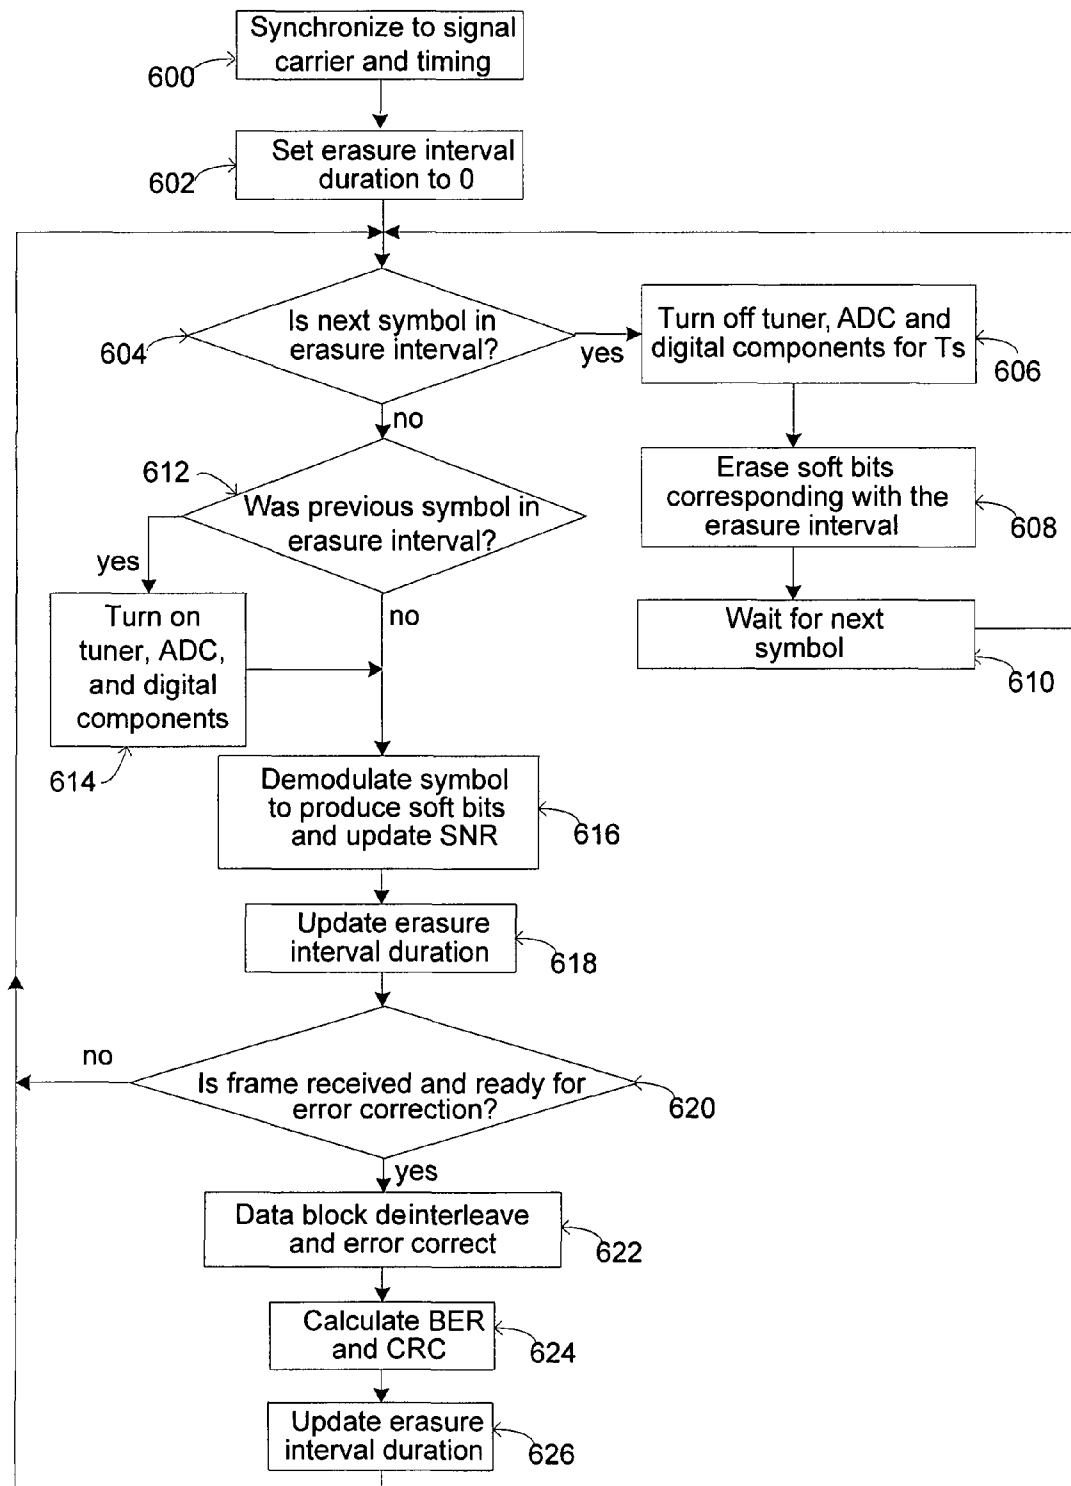 Synchronize to signal
carrier and timing
600
Set erasure interval
duration to 0
602
Is next symbol in
erasure interval?
604
yes
no
Turn off tuner, ADC and
digital components for Ts
606
Erase soft bits
corresponding with the
erasure interval
608
Wait for next
symbol
610
612
Was previous symbol in
erasure interval?
yes
no
Turn on
tuner, ADC,
and digital
components
614
Demodulate symbol
to produce soft bits
and update SNR
616
Update erasure
interval duration
618
Is frame received and ready for
error correction?
620
no
yes
Data block deinterleave
and error correct
622
Calculate BER
and CRC
624
Update erasure
interval duration
626